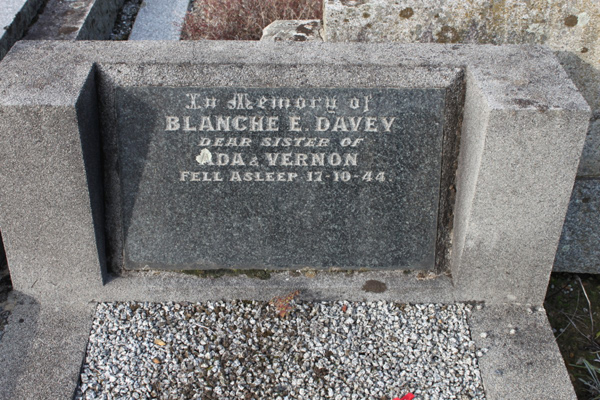 In Memory of
BLANCHE E. DAVEY
DEAR SISTER OF
ADA & VERNON
FELL ASLEEP 17-10-44.